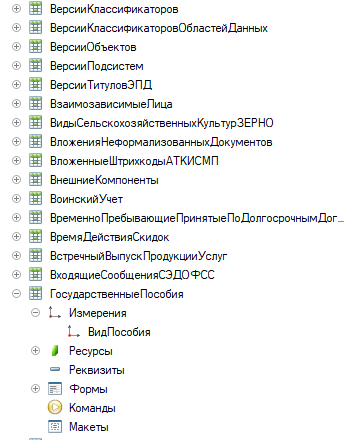 ВерсииКлассификаторов
ВерсииКлассификаторовОбластейДанных
ВерсииОбъектов
ВерсииПодсистем
ВерсииТитуловЭПД
ВзаимозависимыеЛица
ВидыСельскохозяйственныхКультурЗЕРНО
ВложенияНеФормализованныхДокументов
ВложенныеШтрихкодыАТКИСМП
ВнешниеКомпоненты
ВоинскийУчет
ВременноПребывающиеПринятыеПоДолгосрочнымДог...
ВремяДействияСкидок
ВстречныйВыпускПродукцииУслуг
ВходящиеСообщенияСЭДОФСС
ГосударственныеПособия
Измерения
ВидПособия
Ресурсы
Реквизиты
Формы
Команды
Макеты